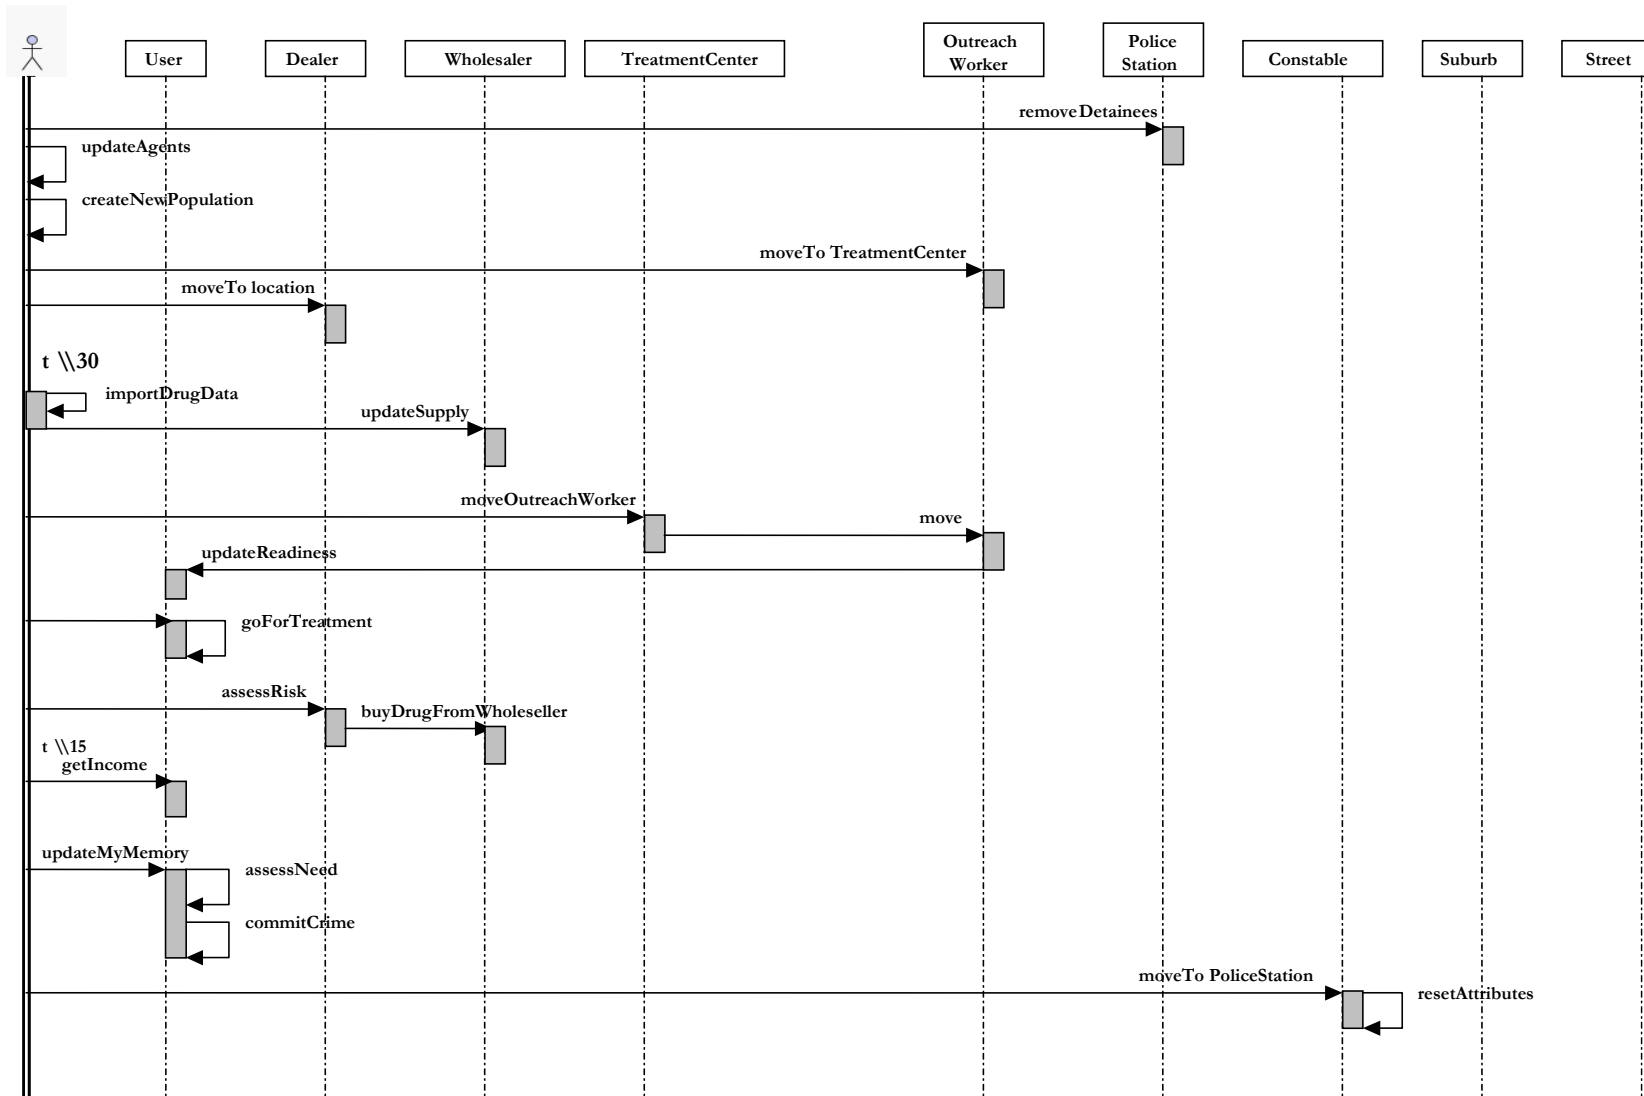 User
Dealer
Wholesaler
TreatmentCenter
Outreach
Worker
Police
Station
Constable
Suburb
Street
removeDetainees
updateAgents
createNewPopulation
moveTo TreatmentCenter
moveTo location
t \\30
importDrugData
updateSupply
moveOutreachWorker
move
updateReadiness
goForTreatment
assessRisk
buyDrugFromWholeseller
t \\15
getIncome
updateMyMemory
assessNeed
commitCrime
moveTo PoliceStation
resetAttributes